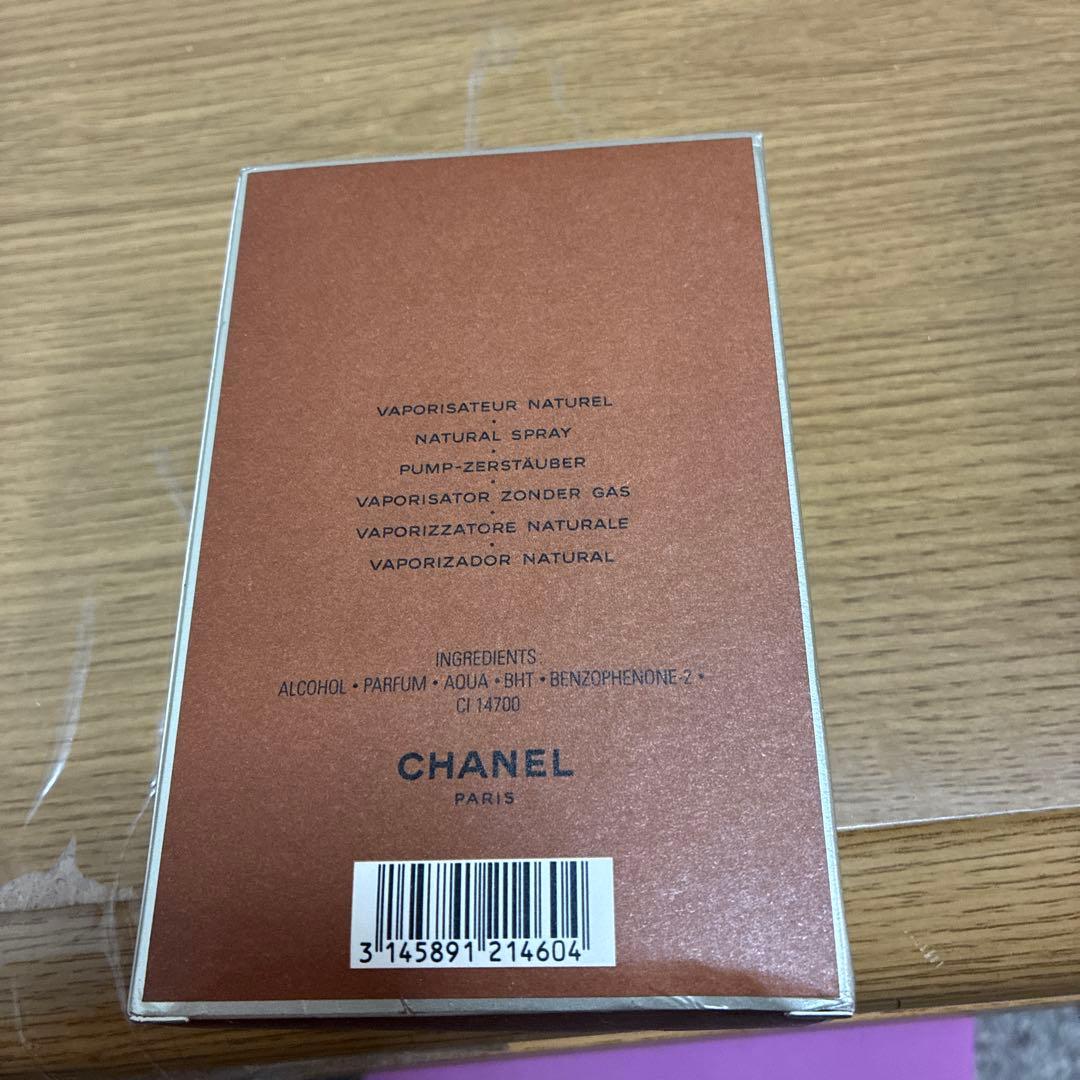 VAPORISATEUR NATUREL
•
NATURAL SPRAY
•
PUMP-ZERSTÄUBER
•
VAPORISATOR ZONDER GAS
•
VAPORIZZATORE NATURALE
•
VAPORIZADOR NATURAL
INGREDIENTS :
ALCOHOL • PARFUM • AQUA • BHT • BENZOPHENONE-2 •
CI 14700
CHANEL
PARIS
3 145891 214604